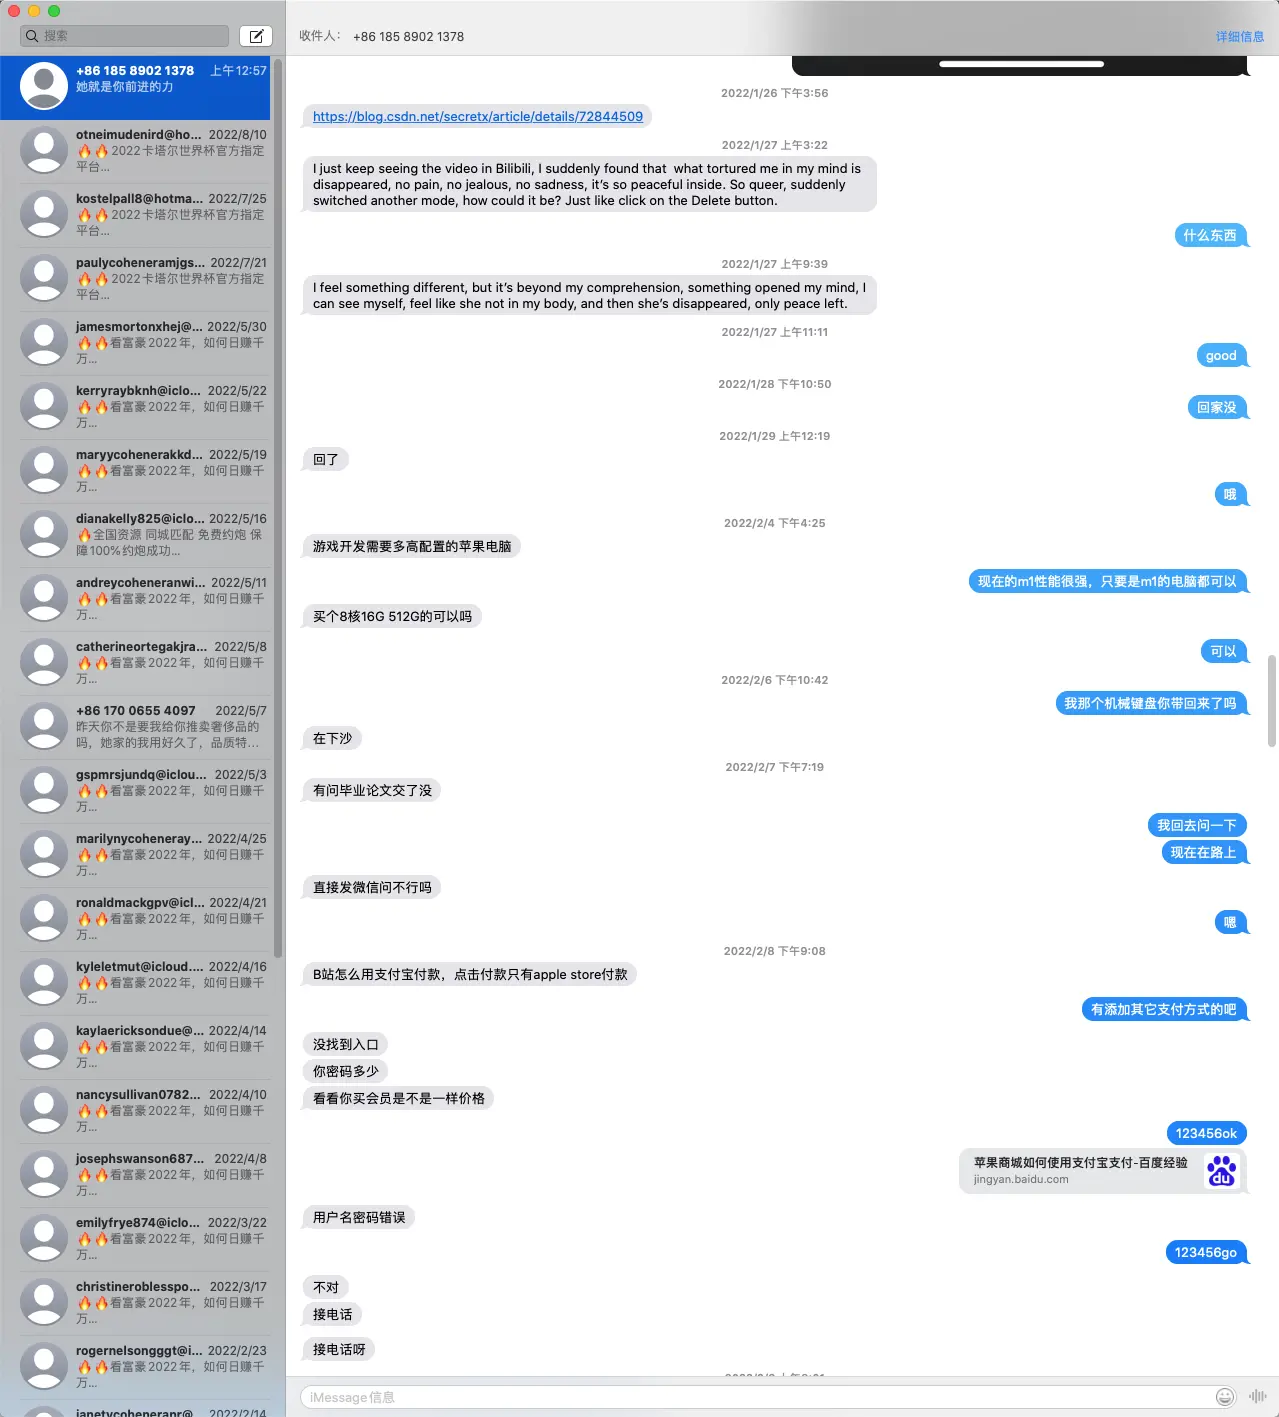 搜索
+86 185 8902 1378 上午12:57
她就是你前进的力
otneimudenird@ho... 2022/8/10
🔥🔥2022卡塔尔世界杯官方指定
平台...
kostelpall8@hotma... 2022/7/25
🔥🔥2022卡塔尔世界杯官方指定
平台...
paulycoheneramjgs... 2022/7/21
🔥🔥2022卡塔尔世界杯官方指定
平台...
jamesmortonxhej@... 2022/5/30
🔥🔥看富豪2022年，如何日赚千
万...
kerryraybknh@iclo... 2022/5/22
🔥🔥看富豪2022年，如何日赚千
万...
maryycohenerakkd... 2022/5/19
🔥🔥看富豪2022年，如何日赚千
万...
dianakelly825@iclo... 2022/5/16
🔥全国资源 同城匹配 免费约炮 保
障100%约炮成功...
andreycoheneranwi... 2022/5/11
🔥🔥看富豪2022年，如何日赚千
万...
catherineortegakjra... 2022/5/8
🔥🔥看富豪2022年，如何日赚千
万...
+86 170 0655 4097 2022/5/7
昨天你不是要我给你推卖奢侈品的
吗，她家的我用好久了，品质特...
gspmrsjundq@iclou... 2022/5/3
🔥🔥看富豪2022年，如何日赚千
万...
marilynycoheneray... 2022/4/25
🔥🔥看富豪2022年，如何日赚千
万...
ronaldmackgpv@icl... 2022/4/21
🔥🔥看富豪2022年，如何日赚千
万...
kyleletmut@icloud.... 2022/4/16
🔥🔥看富豪2022年，如何日赚千
万...
kaylaericksondue@... 2022/4/14
🔥🔥看富豪2022年，如何日赚千
万...
nancysullivan0782... 2022/4/10
🔥🔥看富豪2022年，如何日赚千
万...
josephswanson687... 2022/4/8
🔥🔥看富豪2022年，如何日赚千
万...
emilyfrye874@iclo... 2022/3/22
🔥🔥看富豪2022年，如何日赚千
万...
christineroblesspo... 2022/3/17
🔥🔥看富豪2022年，如何日赚千
万...
rogernelsongggt@i... 2022/2/23
🔥🔥看富豪2022年，如何日赚千
万...
janetycoheneranr@... 2022/2/14
收件人： +86 185 8902 1378 详细信息
2022/1/26 下午3:56
https://blog.csdn.net/secretx/article/details/72844509
2022/1/27 下午3:22
I just keep seeing the video in Bilibili, I suddenly found that what tortured me in my mind is
disappeared, no pain, no jealous, no sadness, it's so peaceful inside. So queer, suddenly
switched another mode, how could it be? Just like click on the Delete button.
什么东西
2022/1/27 上午9:39
I feel something different, but it's beyond my comprehension, something opened my mind, I
can see myself, feel like she not in my body, and then she's disappeared, only peace left.
2022/1/27 上午11:11
good
2022/1/28 下午10:50
回家没
2022/1/29 上午12:19
回了
哦
2022/2/4 下午4:25
游戏开发需要多高配置的苹果电脑
现在的m1性能很强，只要是m1的电脑都可以
买个8核16G 512G的可以吗
可以
2022/2/6 下午10:42
我那个机械键盘你带回来了吗
在下沙
2022/2/7 下午7:19
有问毕业论文交了没
我回去问一下
现在在路上
直接发微信问不行吗
嗯
2022/2/8 下午9:08
B站怎么用支付宝付款，点击付款只有apple store付款
有添加其它支付方式的吧
没找到入口
你密码多少
看看你买会员是不是一样价格
123456ok
苹果商城如何使用支付宝支付-百度经验
jingyan.baidu.com
du
用户名密码错误
123456go
不对
接电话
接电话呀
iMessage信息